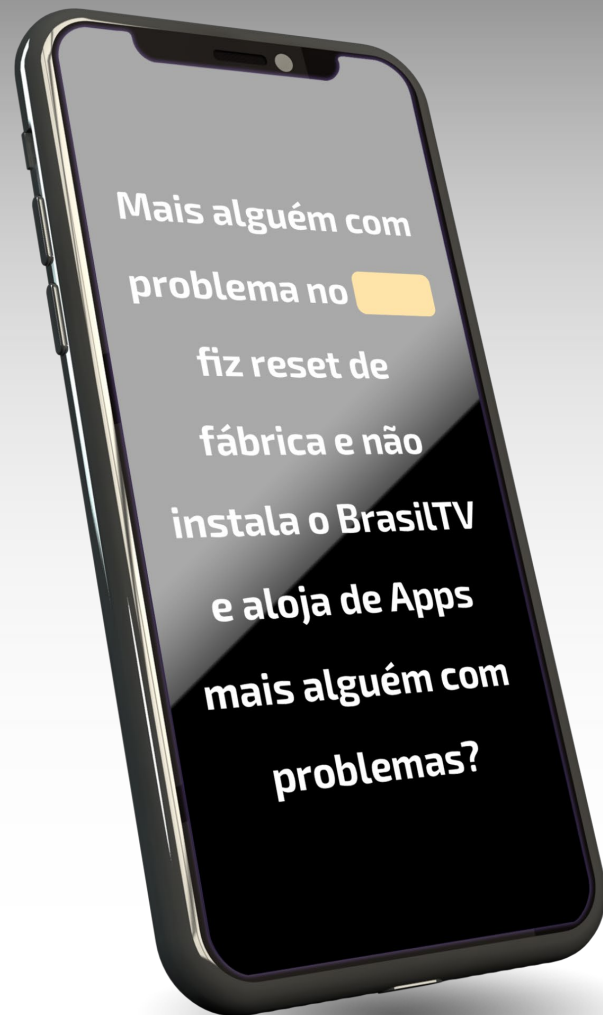 Mais alguém com
problema no
fiz reset de
fábrica e não
instala o BrasilTV
e aloja de Apps
mais alguém com
problemas?